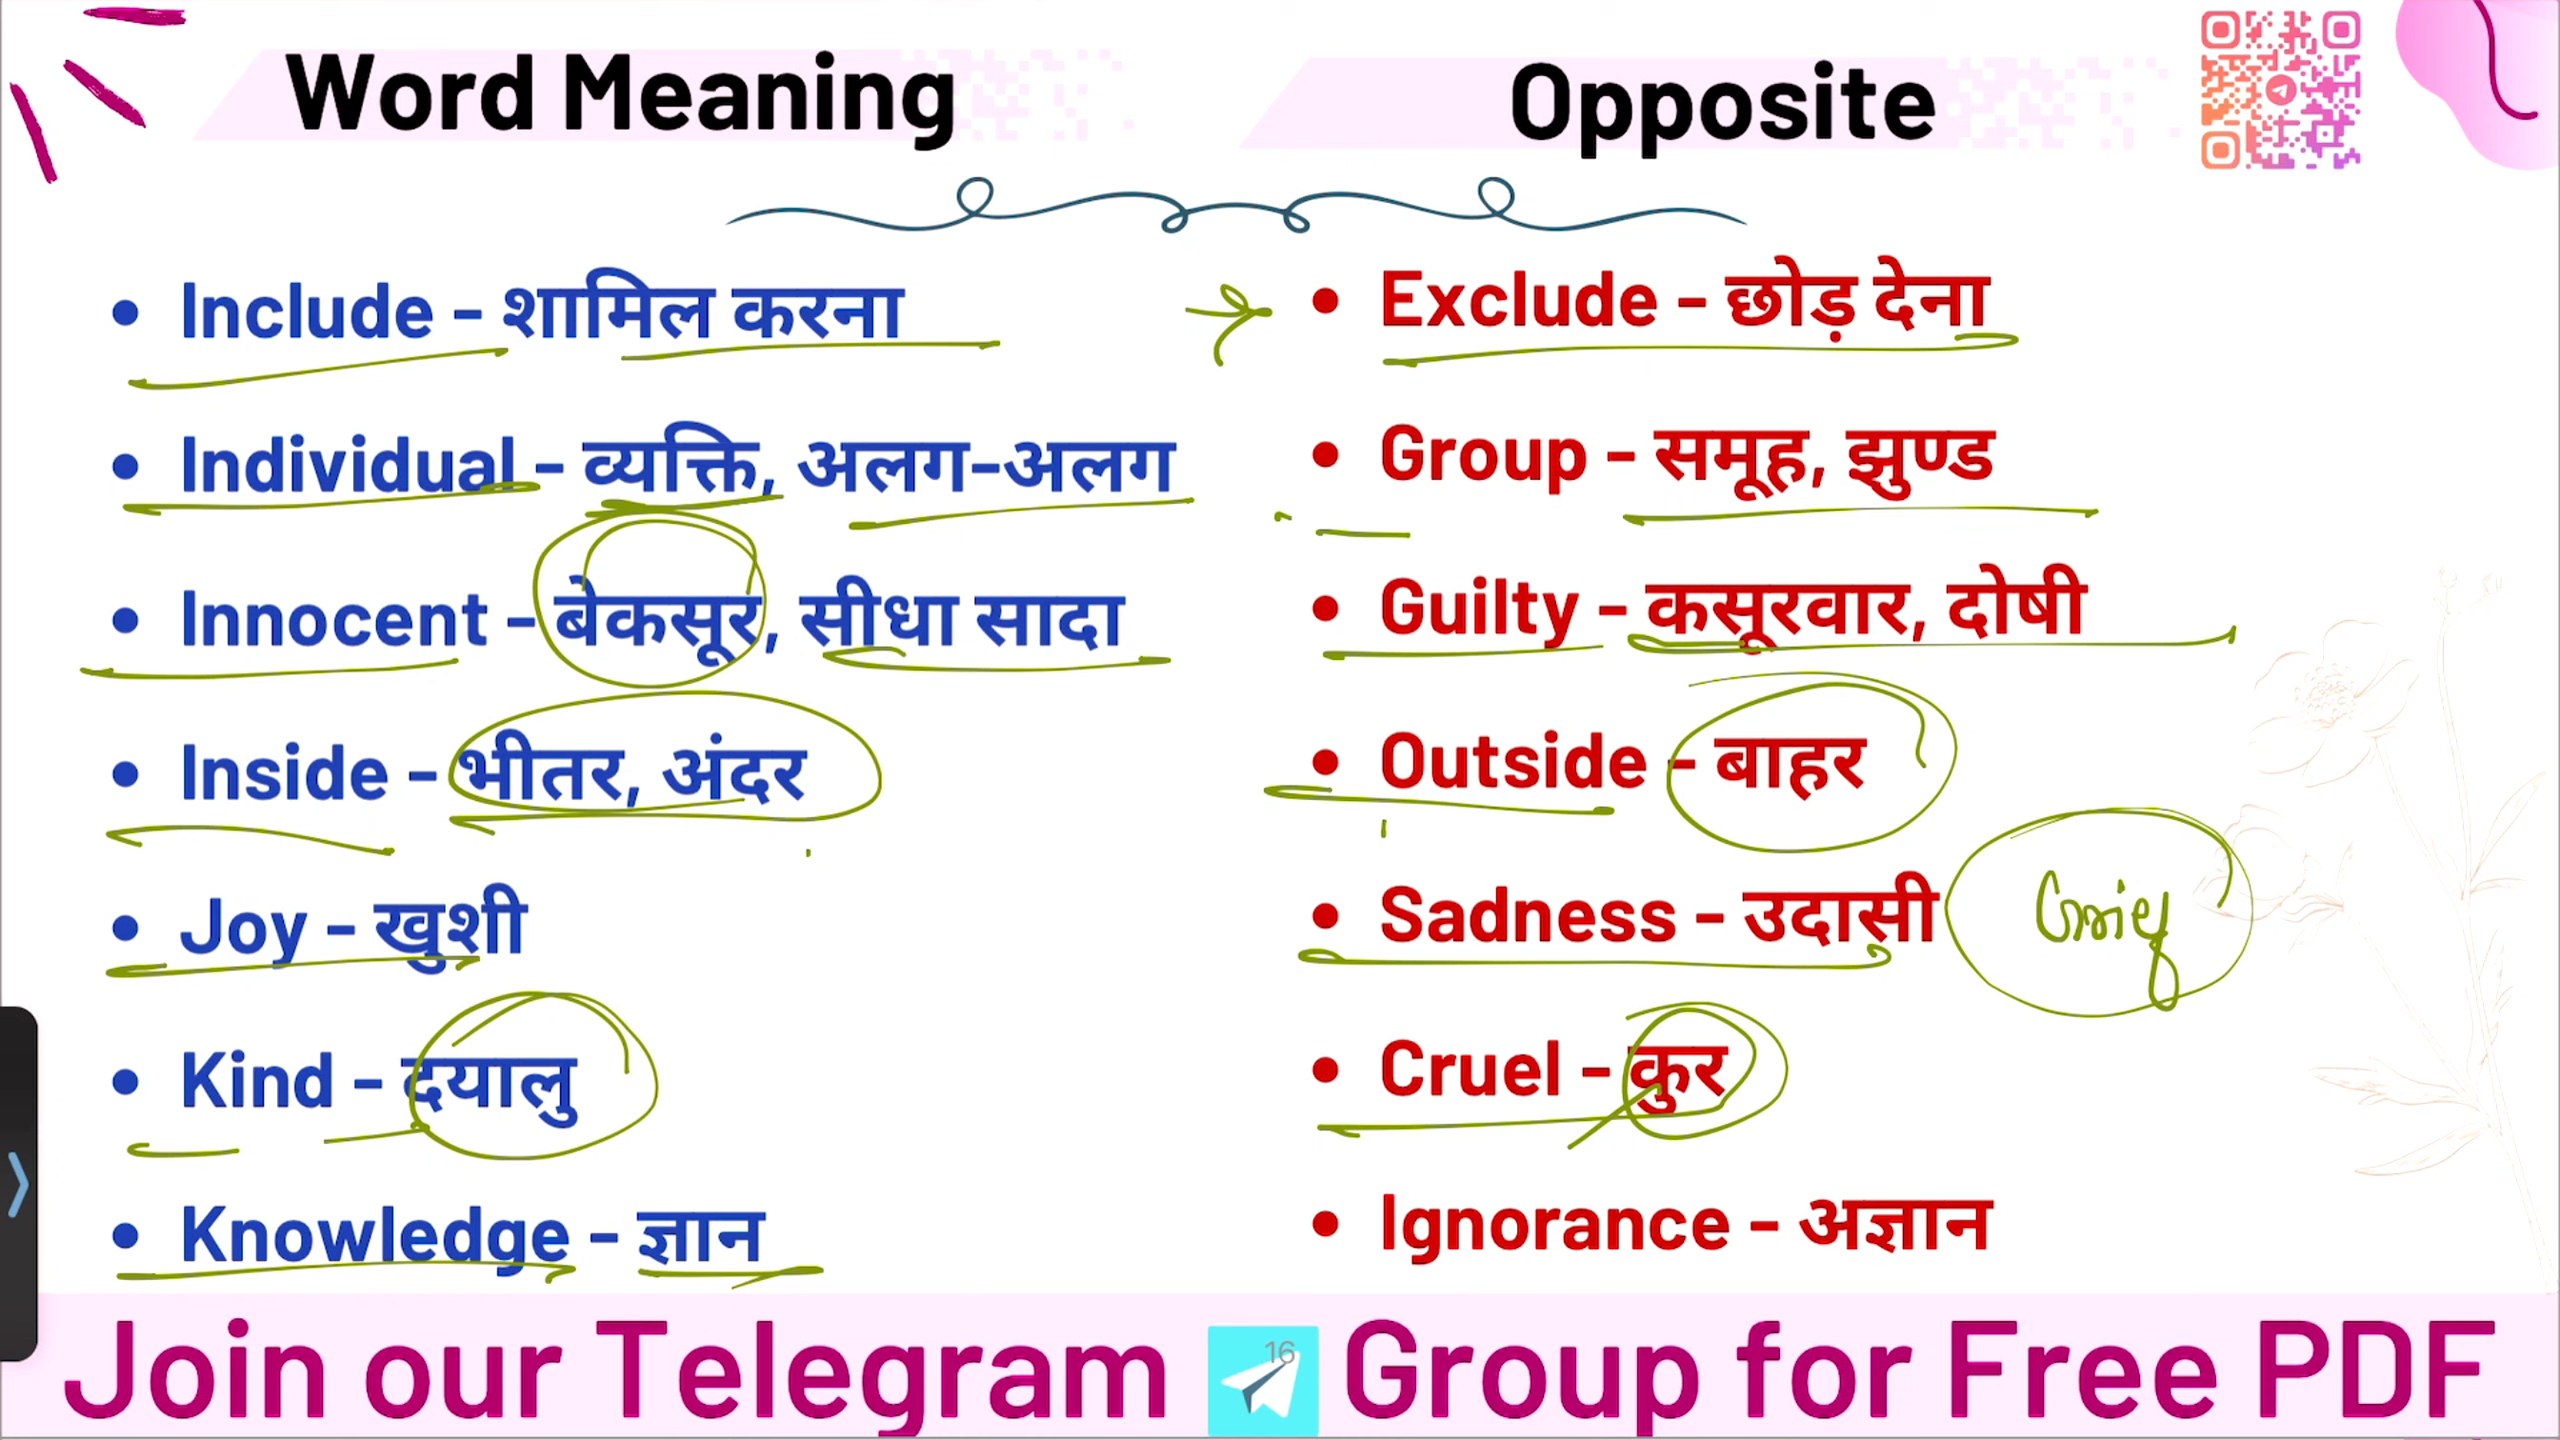 Word Meaning
Opposite
• Include - शामिल करना
• Exclude - छोड़ देना
• Individual - व्यक्ति, अलग-अलग
• Group - समूह, झुण्ड
• Innocent - बेकसूर, सीधा सादा
• Guilty - कसूरवार, दोषी
• Inside - भीतर, अंदर
• Outside - बाहर
• Joy - खुशी
• Sadness - उदासी Grief
• Kind - दयालु
• Cruel - कुर
• Knowledge - ज्ञान
• Ignorance - अज्ञान
Join our Telegram 16 Group for Free PDF